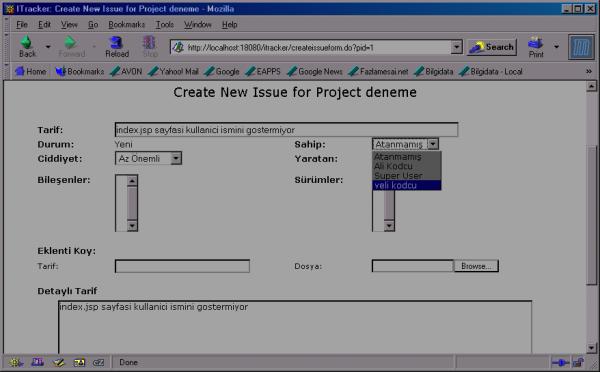 ITracker: Create New Issue for Project deneme - Mozilla
File Edit View Go Bookmarks Tools Window Help
Back Forward Reload Stop http://localhost:18080/itracker/createissueform.do?pid=1 Search Print
Home Bookmarks AVON Yahoo! Mail Google EAPPS Google News Fazlamesai.net Bilgidata Bilgidata - Local »
Create New Issue for Project deneme
Tarif: index.jsp sayfasi kullanici ismini gostermiyor
Durum: Yeni Sahip: Atanmamış
Ciddiyet: Az Onemli Yaratan: Atanmamış
Ali Kodcu
Super User
Bileşenler: Sürümler: veli kodcu
Eklenti Koy:
Tarif: Dosya: Browse...
Detaylı Tarif
index.jsp sayfasi kullanici ismini gostermiyor
Done